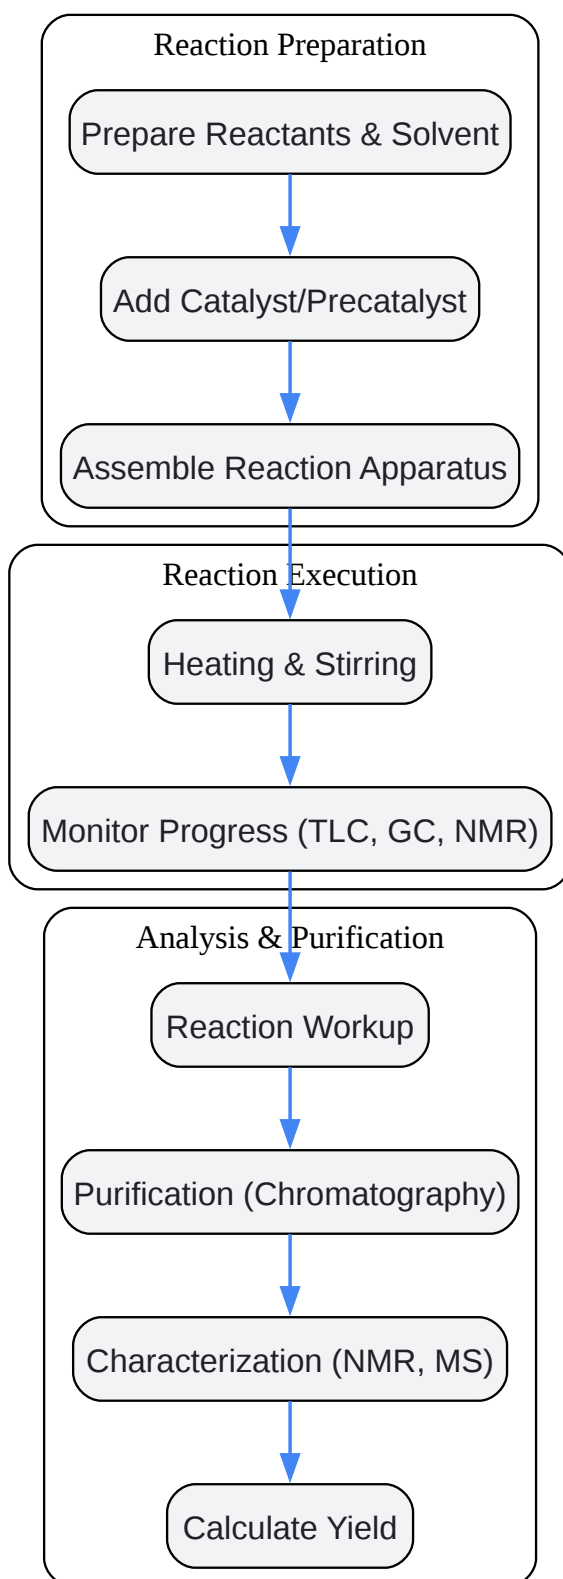 Reaction Preparation
Prepare Reactants & Solvent
Add Catalyst/Precatalyst
Assemble Reaction Apparatus
Reaction Execution
Heating & Stirring
Monitor Progress (TLC, GC, NMR)
Analysis & Purification
Reaction Workup
Purification (Chromatography)
Characterization (NMR, MS)
Calculate Yield